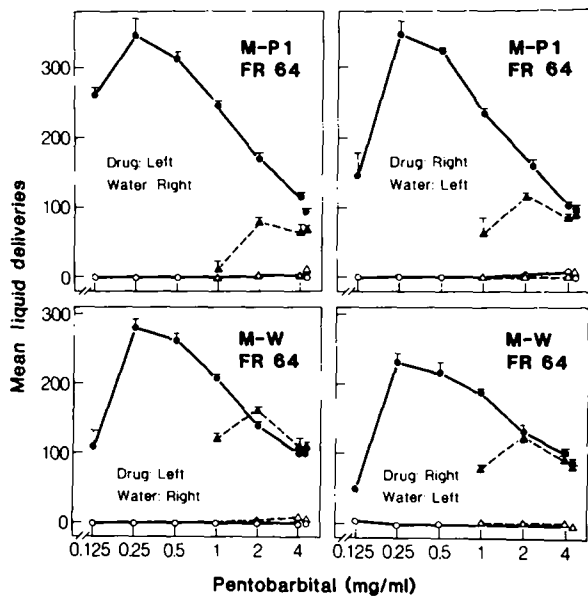 Mean liquid deliveries
300
200
100
0
M-P1
FR 64
Drug: Left
Water: Right
M-P1
FR 64
Drug: Right
Water: Left
300
200
100
0
M-W
FR 64
Drug: Left
Water: Right
M-W
FR 64
Drug: Right
Water: Left
0.125 0.25 0.5 1 2 4
0.125 0.25 0.5 1 2 4
Pentobarbital (mg/ml)